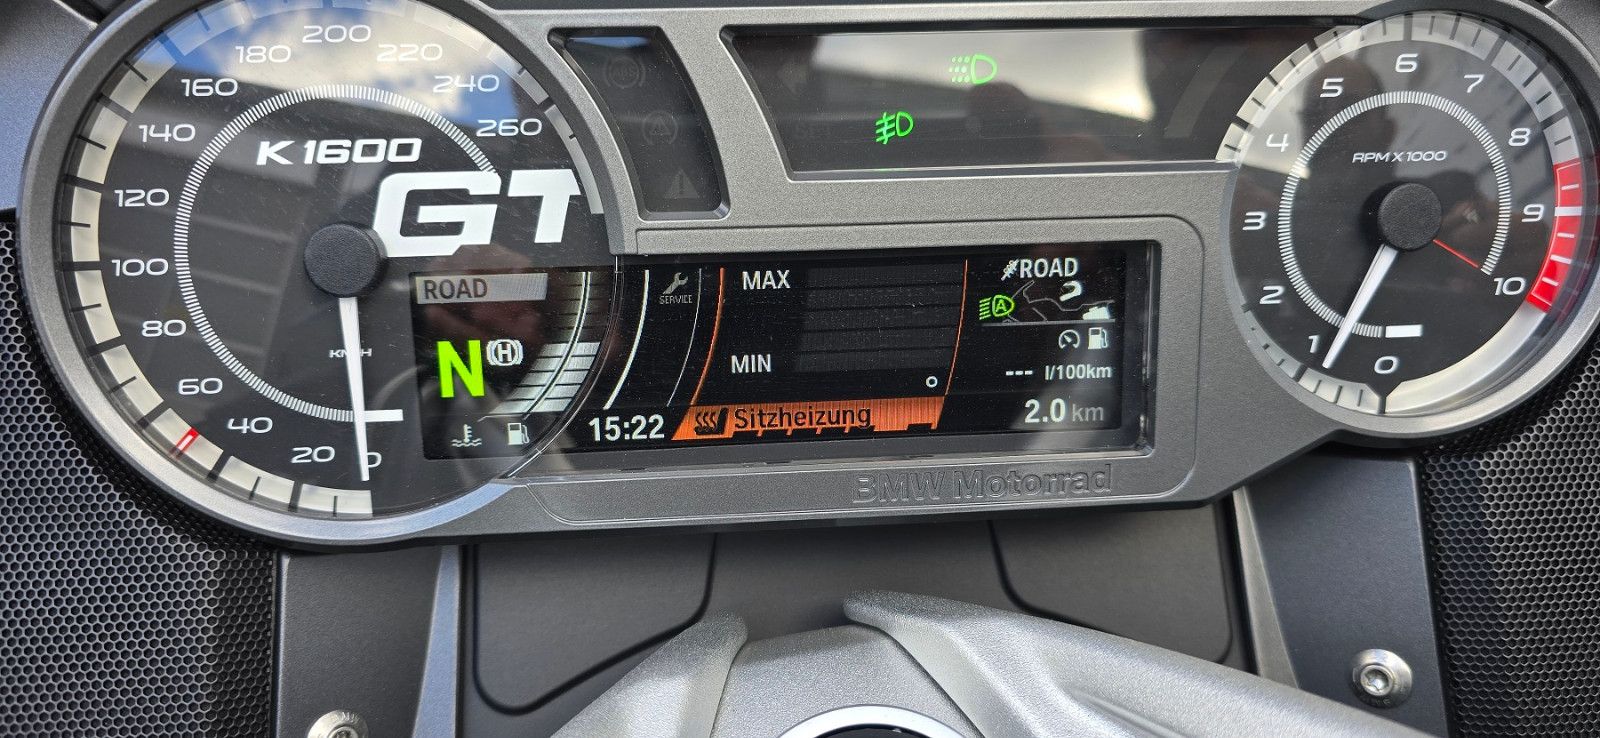 200
180
220
160
240
140
260
120
100
80
60
40
20
0
K 1600
GT
KM/H
ROAD
N
(H)
SERVICE
15:22
MAX
MIN
Sitzheizung
ROAD
A
--- l/100km
2.0 km
BMW Motorrad
6
5
7
4
8
3
9
2
10
1
0
RPM X 1000